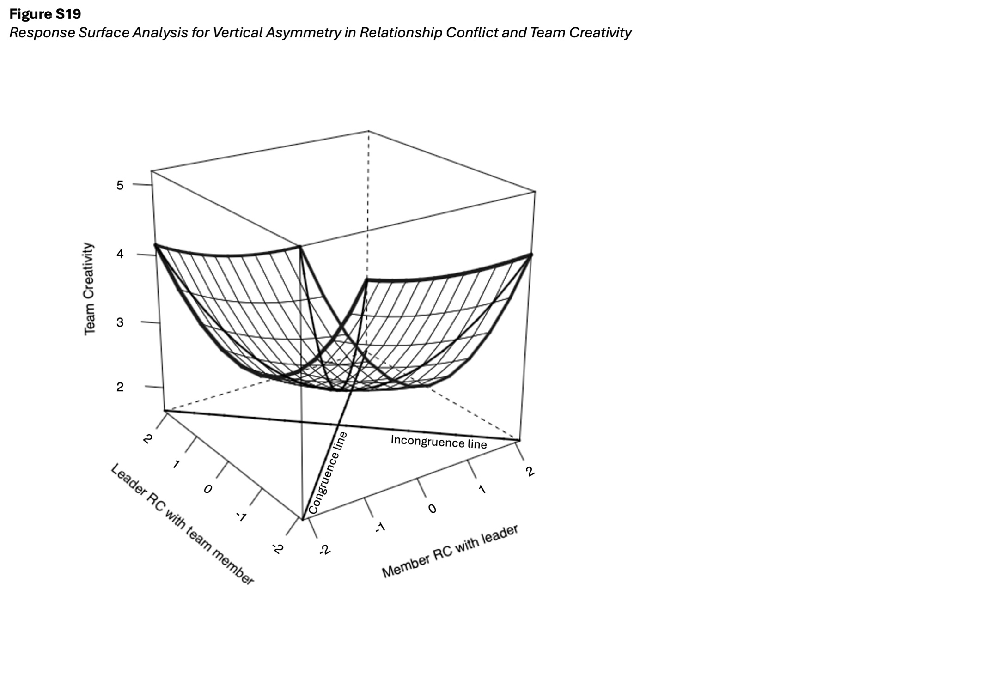 Figure S19
Response Surface Analysis for Vertical Asymmetry in Relationship Conflict and Team Creativity
5
4
3
2
Team Creativity
Incongruence line
Congruence line
2
1
0
-1
-2
Leader RC with team member
-2
-1
0
1
2
Member RC with leader